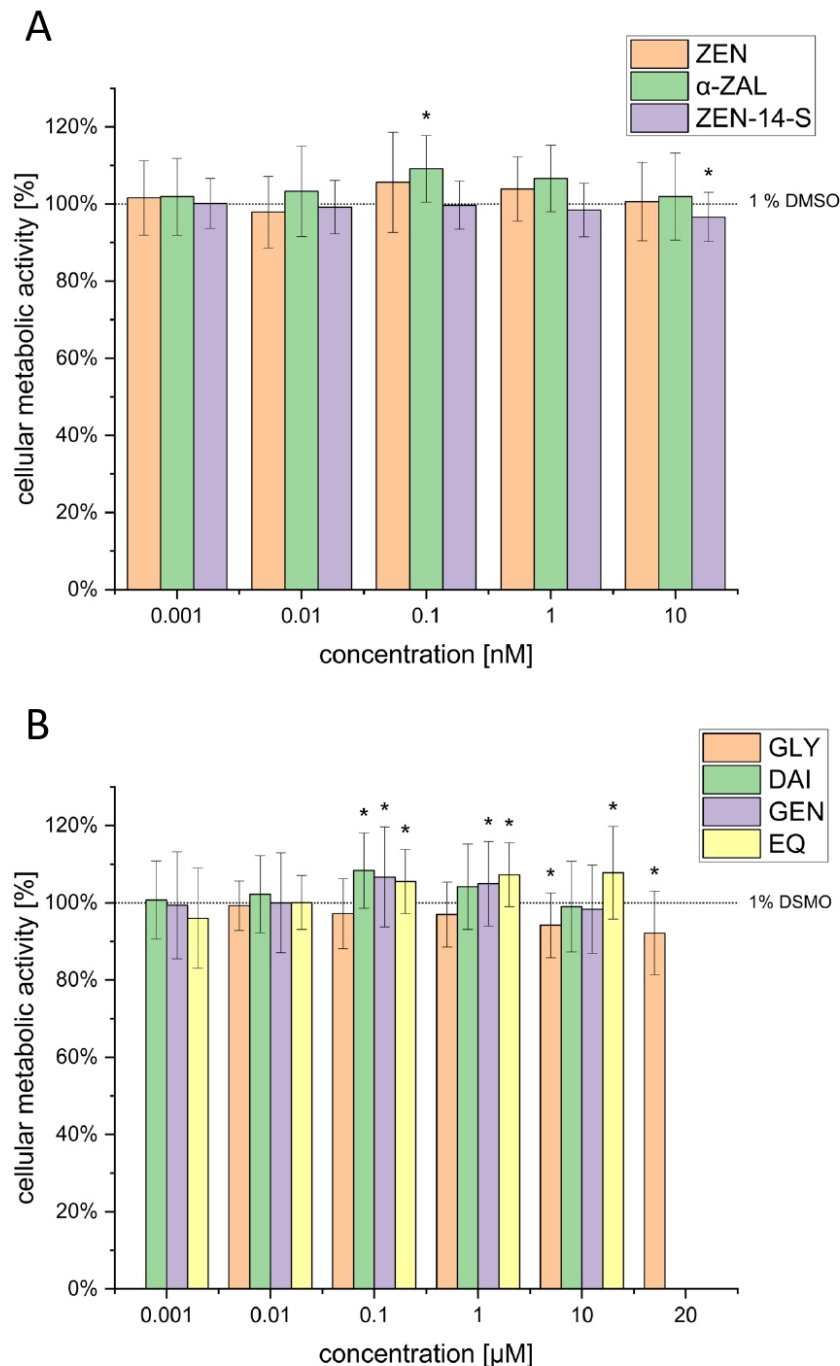 A
ZEN
α-ZAL
ZEN-14-S
cellular metabolic activity [%]
120%
100%
80%
60%
40%
20%
0%
*
*
1 % DMSO
0.001 0.01 0.1 1 10
concentration [nM]
B
GLY
DAI
GEN
EQ
cellular metabolic activity [%]
120%
100%
80%
60%
40%
20%
0%
* * * * * * * *
1% DSMO
0.001 0.01 0.1 1 10 20
concentration [µM]